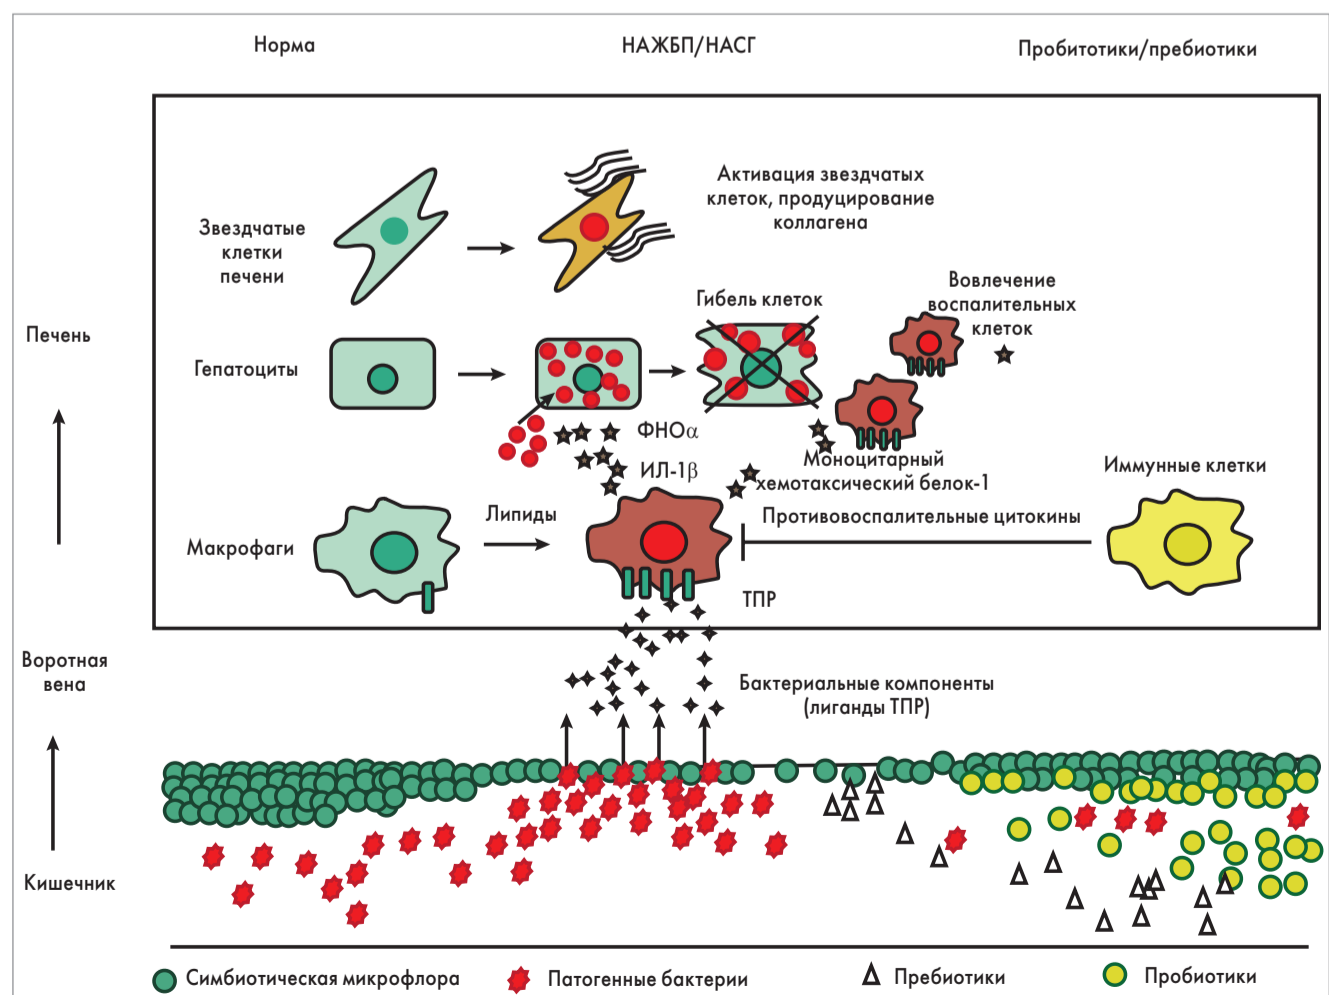 Норма
НАЖБП/НАСГ
Пробитотики/пребиотики
Активация звездчатых
клеток, продуцирование
коллагена
Звездчатые
клетки
печени
Вовлечение
воспалительных
клеток
Гибель клеток
Печень
Гепатоциты
ФНОα
ИЛ-1β
Моноцитарный
хемотаксический белок-1
Иммунные клетки
Липиды
Противовоспалительные цитокины
Макрофаги
ТПР
Воротная
вена
Бактериальные компоненты
(лиганды ТПР)
Кишечник
Симбиотическая микрофлора
Патогенные бактерии
Пребиотики
Пробиотики